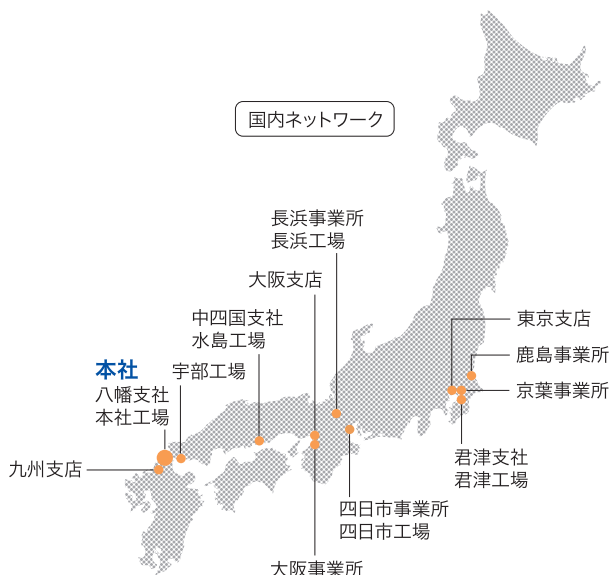 国内ネットワーク
長浜事業所
長浜工場
大阪支店
中四国支社
水島工場
本社
八幡支社
本社工場
宇部工場
九州支店
東京支店
鹿島事業所
京葉事業所
君津支社
君津工場
四日市事業所
四日市工場
大阪事業所